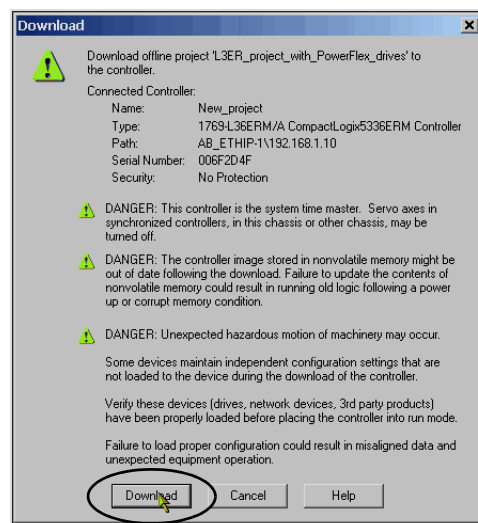 Download
Download offline project 'L3ER_project_with_PowerFlex_drives' to
the controller.
Connected Controller:
Name: New_project
Type: 1769-L36ERM/A CompactLogix5336ERM Controller
Path: AB_ETHIP-1\192.168.1.10
Serial Number: 006F2D4F
Security: No Protection
DANGER: This controller is the system time master. Servo axes in
synchronized controllers, in this chassis or other chassis, may be
turned off.
DANGER: The controller image stored in nonvolatile memory might be
out of date following the download. Failure to update the contents of
nonvolatile memory could result in running old logic following a power
up or corrupt memory condition.
DANGER: Unexpected hazardous motion of machinery may occur.
Some devices maintain independent configuration settings that are
not loaded to the device during the download of the controller.
Verify these devices (drives, network devices, 3rd party products)
have been properly loaded before placing the controller into run mode.
Failure to load proper configuration could result in misaligned data and
unexpected equipment operation.
Download Cancel Help